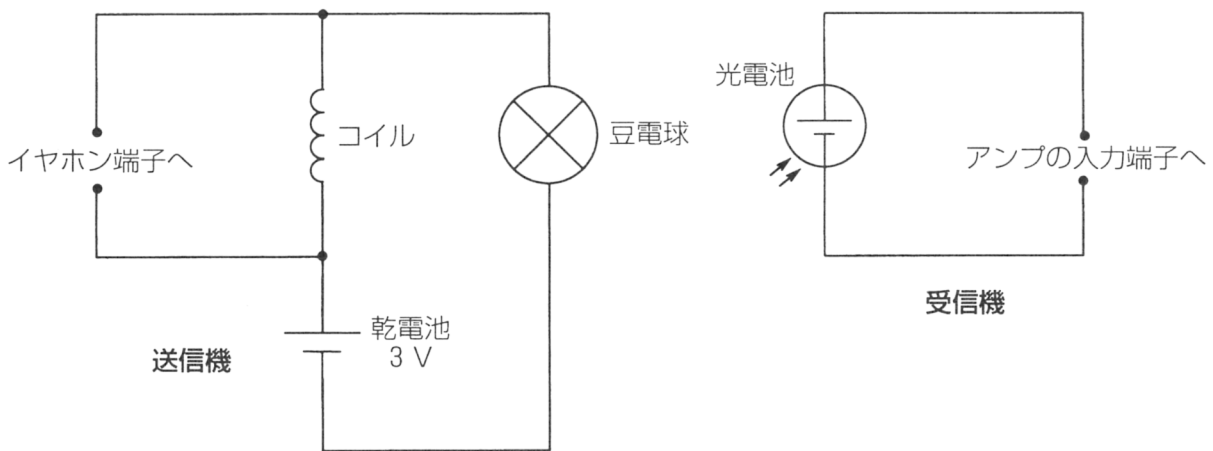 イヤホン端子へ
コイル
豆電球
乾電池
3 V
送信機
光電池
アンプの入力端子へ
受信機